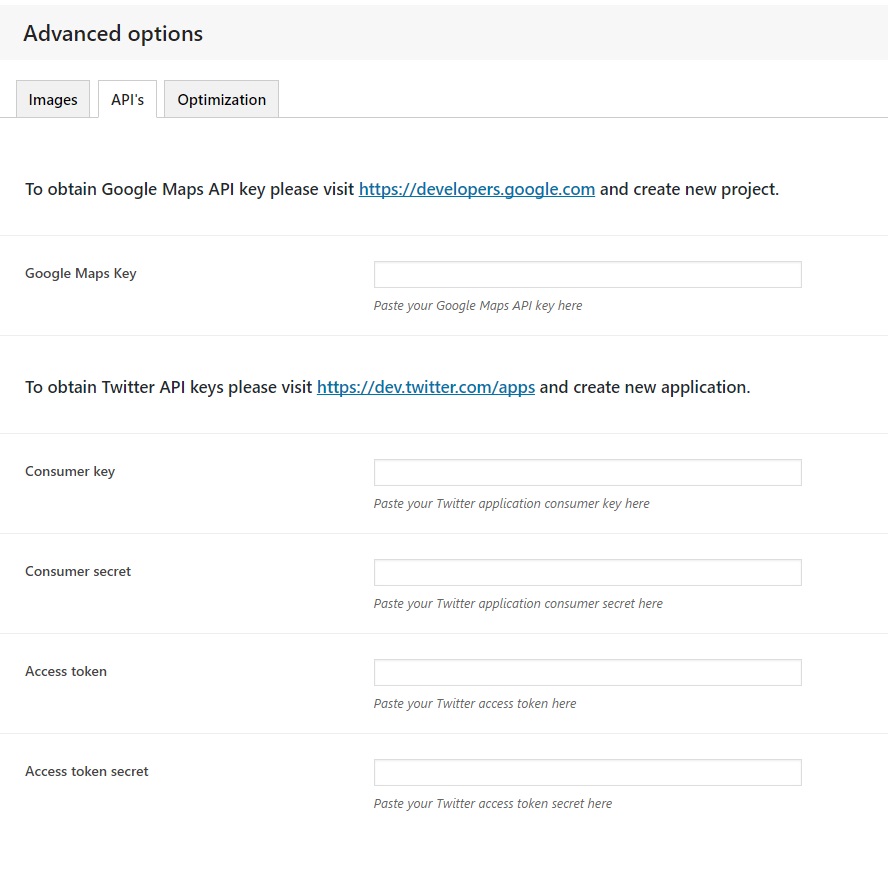 Advanced options
Images
API's
Optimization
To obtain Google Maps API key please visit https://developers.google.com and create new project.
Google Maps Key
Paste your Google Maps API key here
To obtain Twitter API keys please visit https://dev.twitter.com/apps and create new application.
Consumer key
Paste your Twitter application consumer key here
Consumer secret
Paste your Twitter application consumer secret here
Access token
Paste your Twitter access token here
Access token secret
Paste your Twitter access token secret here